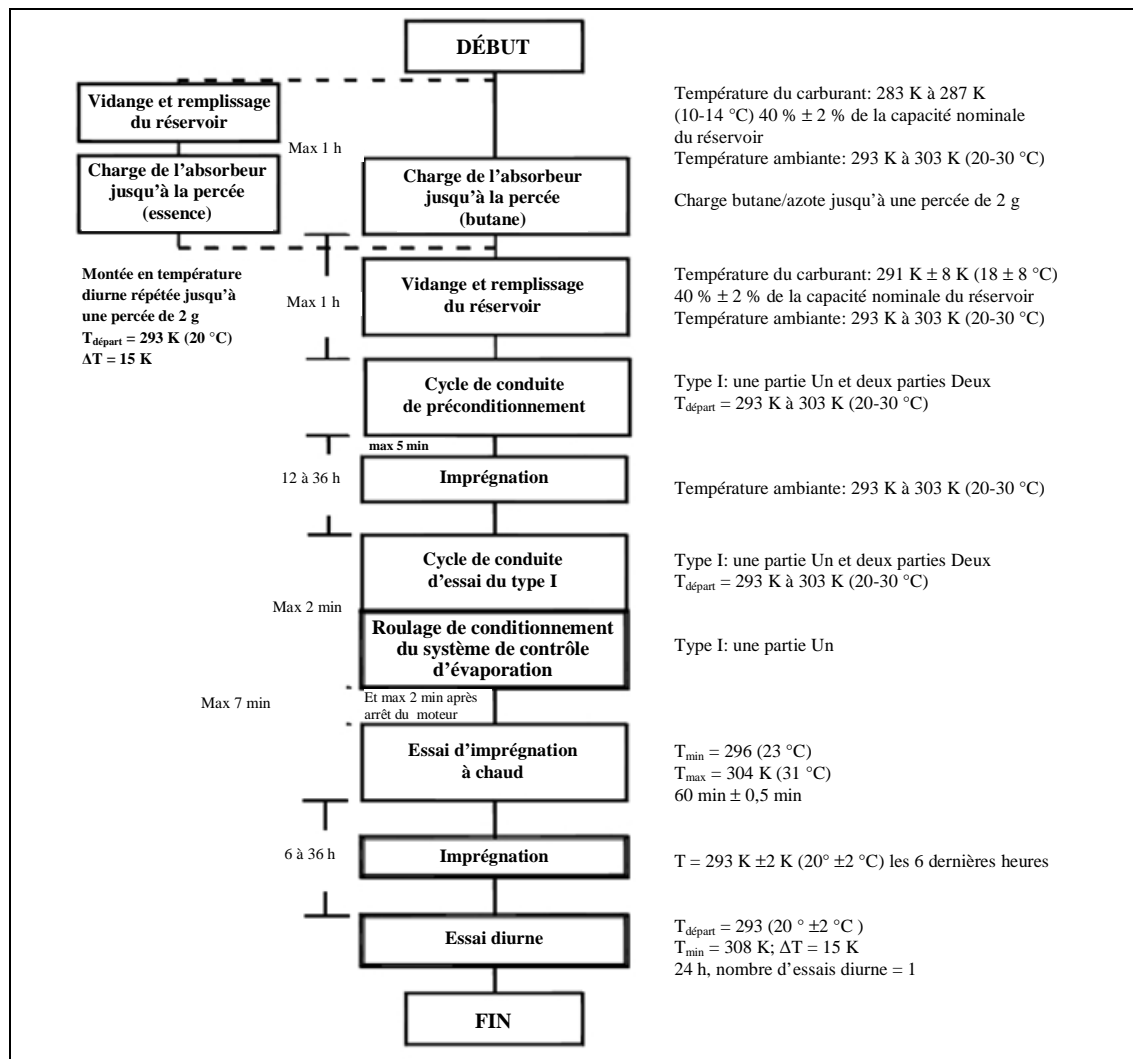 DÉBUT
Vidange et remplissage
du réservoir
Max 1 h
Charge de l'absorbeur
jusqu'à la percée
(essence)
Température du carburant: 283 K à 287 K
(10-14 °C) 40 % ± 2 % de la capacité nominale
du réservoir
Température ambiante: 293 K à 303 K (20-30 °C)
Charge de l'absorbeur
jusqu'à la percée
(butane)
Charge butane/azote jusqu'à une percée de 2 g
Montée en température
diurne répétée jusqu'à
une percée de 2 g
Tdépart = 293 K (20 °C)
ΔT = 15 K
Max 1 h
Vidange et remplissage
du réservoir
Température du carburant: 291 K ± 8 K (18 ± 8 °C)
40 % ± 2 % de la capacité nominale du réservoir
Température ambiante: 293 K à 303 K (20-30 °C)
Cycle de conduite
de préconditionnement
Type I: une partie Un et deux parties Deux
Tdépart = 293 K à 303 K (20-30 °C)
max 5 min
12 à 36 h
Imprégnation
Température ambiante: 293 K à 303 K (20-30 °C)
Cycle de conduite
d'essai du type I
Type I: une partie Un et deux parties Deux
Tdépart = 293 K à 303 K (20-30 °C)
Max 2 min
Roulage de conditionnement
du système de contrôle
d'évaporation
Type I: une partie Un
Max 7 min
Et max 2 min après
arrêt du moteur
Essai d'imprégnation
à chaud
Tmin = 296 (23 °C)
Tmax = 304 K (31 °C)
60 min ± 0,5 min
6 à 36 h
Imprégnation
T = 293 K ±2 K (20° ±2 °C) les 6 dernières heures
Essai diurne
Tdépart = 293 (20 ° ±2 °C )
Tmin = 308 K; ΔT = 15 K
24 h, nombre d'essais diurne = 1
FIN